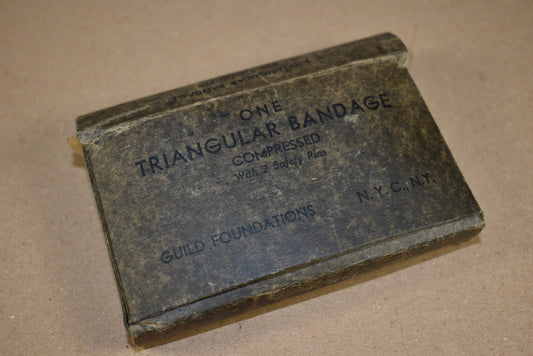 ONE
TRIANGULAR BANDAGE
COMPRESSED
With 2 Safety Pins
GUILD FOUNDATIONS N.Y.C., N.Y.